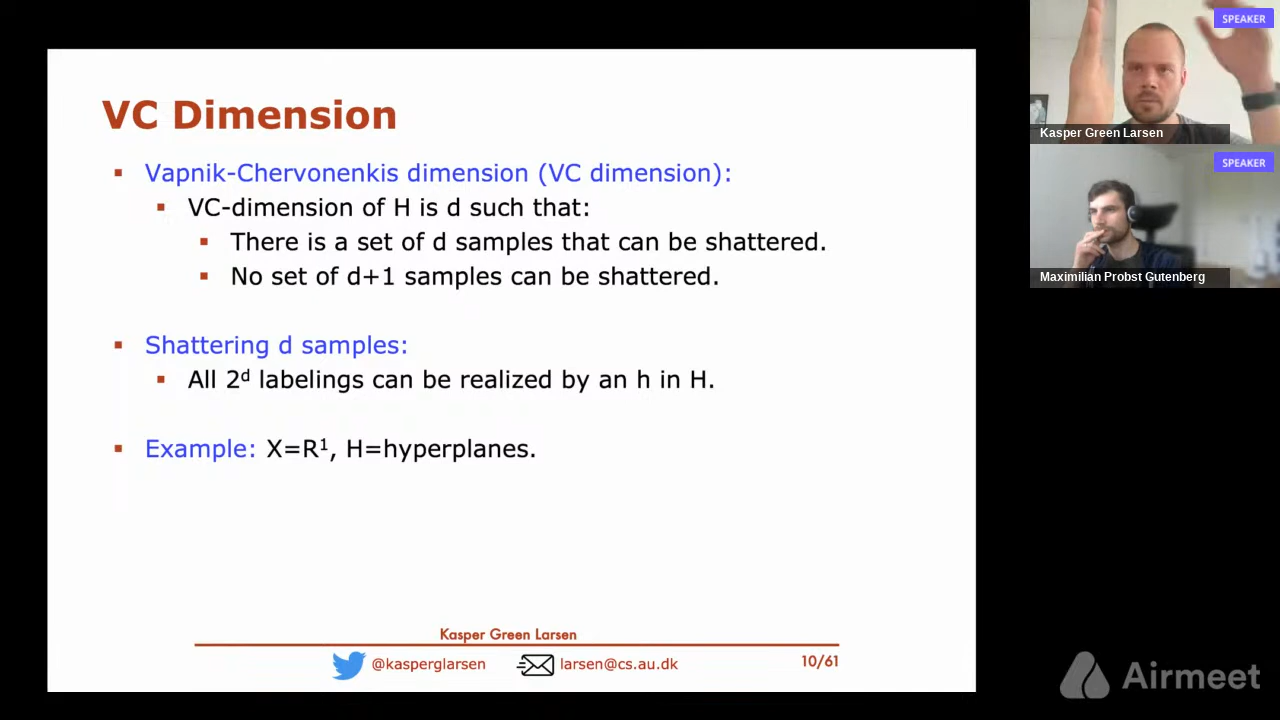 VC Dimension
Vapnik-Chervonenkis dimension (VC dimension):
VC-dimension of H is d such that:
There is a set of d samples that can be shattered.
No set of d+1 samples can be shattered.
Shattering d samples:
All 2ᵈ labelings can be realized by an h in H.
Example: X=R¹, H=hyperplanes.
Kasper Green Larsen
@kasperglarsen larsen@cs.au.dk 10/61
SPEAKER
Kasper Green Larsen
SPEAKER
Maximilian Probst Gutenberg
Airmeet